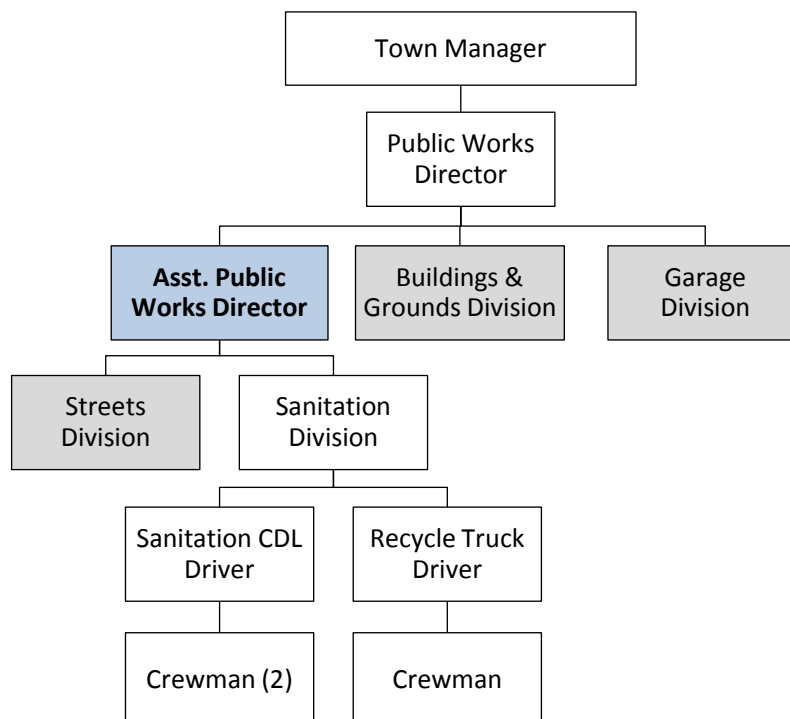 Town Manager
Public Works
Director
Asst. Public
Works Director
Buildings &
Grounds Division
Garage
Division
Streets
Division
Sanitation
Division
Sanitation CDL
Driver
Recycle Truck
Driver
Crewman (2)
Crewman